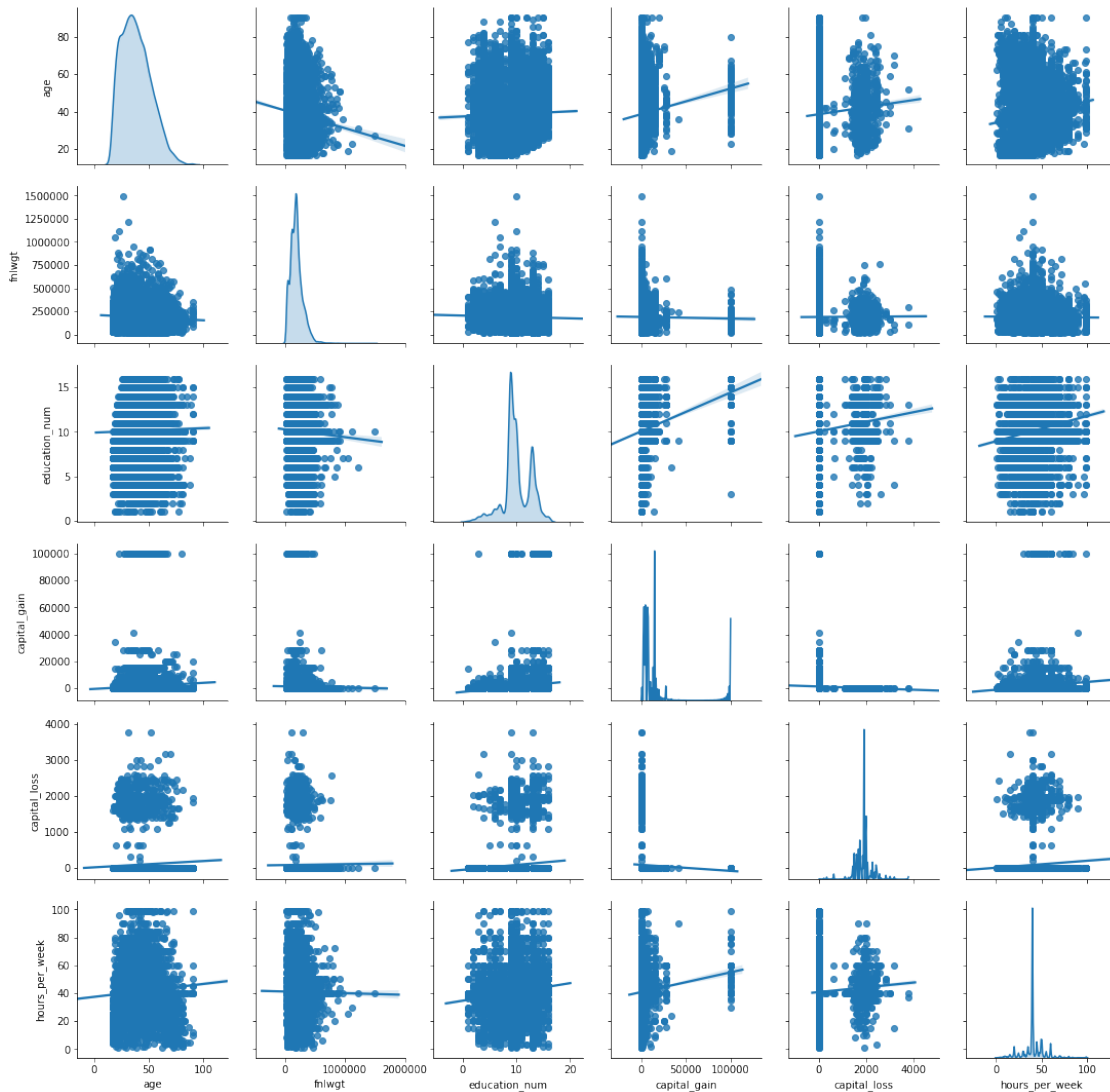 80
60
40
20
age
1500000
1250000
1000000
750000
500000
250000
0
fnlwgt
15
10
5
0
education_num
100000
80000
60000
40000
20000
0
capital_gain
4000
3000
2000
1000
0
capital_loss
100
80
60
40
20
0
hours_per_week
0 50 100
0 1000000 2000000
0 10 20
0 50000 100000
0 2000 4000
0 50 100
age fnlwgt education_num capital_gain capital_loss hours_per_week